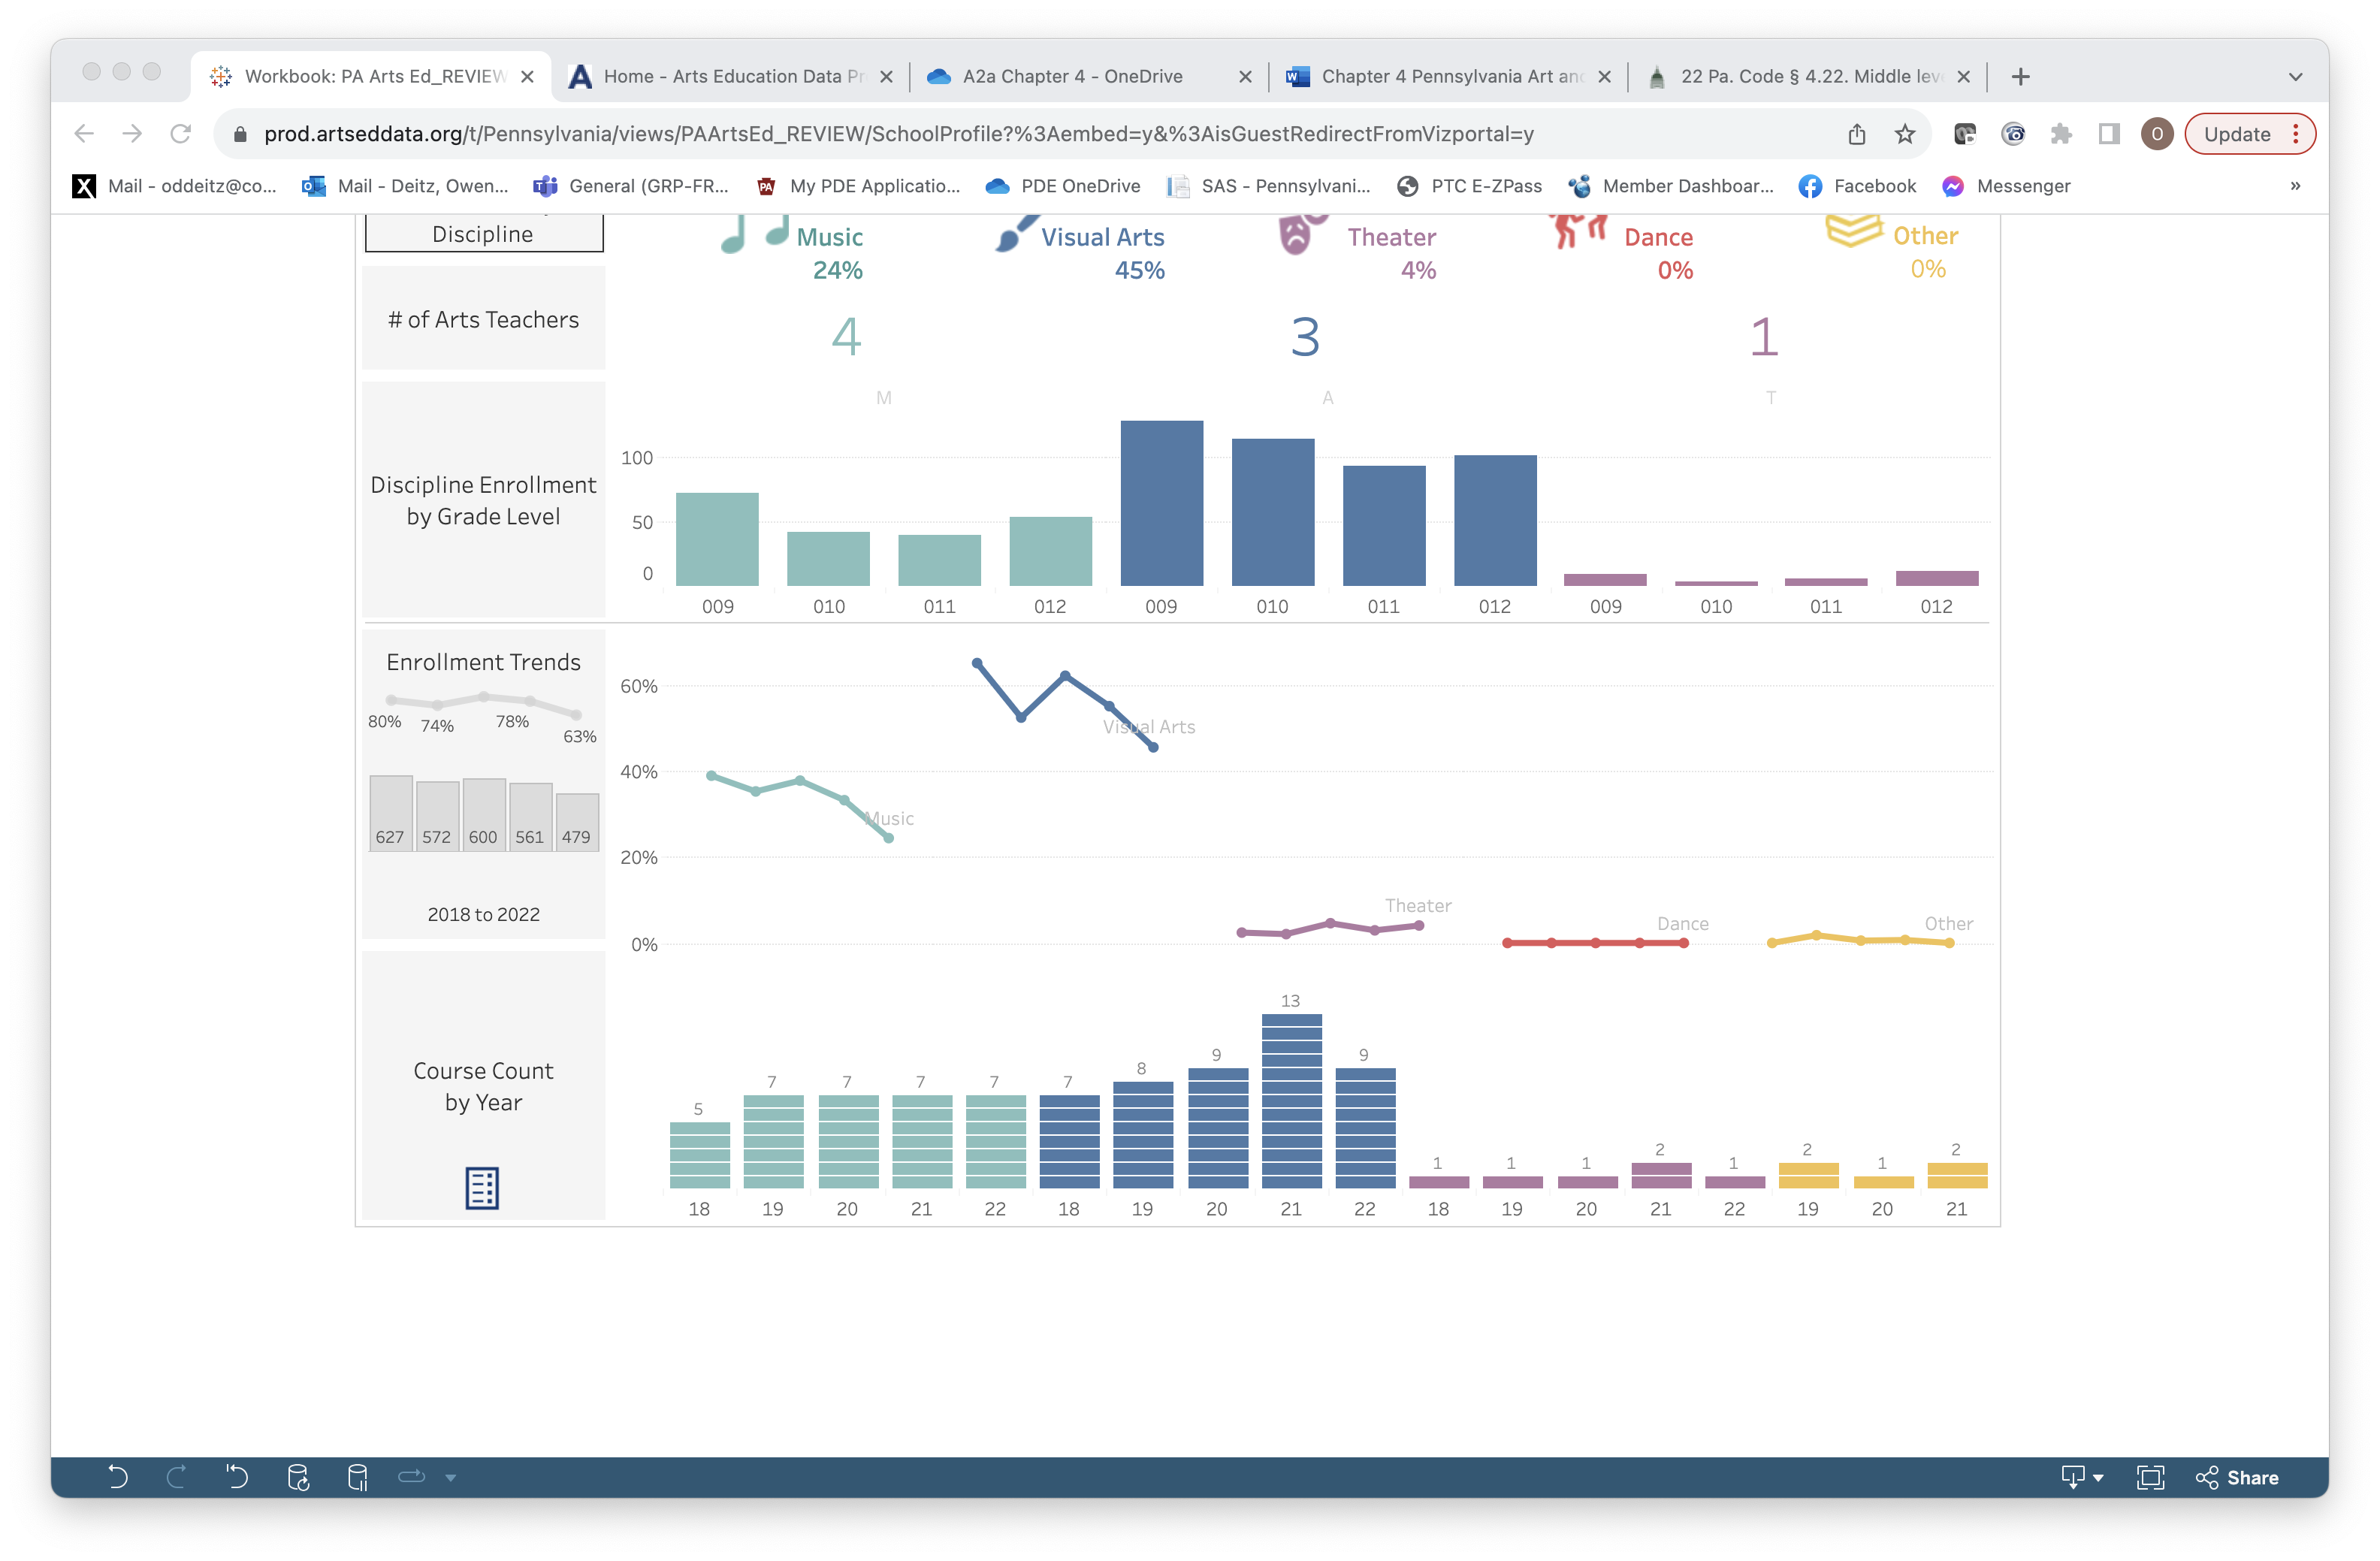 Workbook: PA Arts Ed_REVIEW
Home - Arts Education Data Pr
A2a Chapter 4 - OneDrive
Chapter 4 Pennsylvania Art and
22 Pa. Code § 4.22. Middle leve
prod.artseddata.org/t/Pennsylvania/views/PAArtsEd_REVIEW/SchoolProfile?%3Aembed=y&%3AisGuestRedirectFromVizportal=y
O
Update
Mail - oddeitz@co...
Mail - Deitz, Owen...
General (GRP-FR...
My PDE Applicatio...
PDE OneDrive
SAS - Pennsylvani...
PTC E-ZPass
Member Dashboar...
Facebook
Messenger
»
Discipline
Music
24%
Visual Arts
45%
Theater
4%
Dance
0%
Other
0%
# of Arts Teachers
4 3 1
M A T
Discipline Enrollment
by Grade Level
100
50
0
009 010 011 012 009 010 011 012 009 010 011 012
Enrollment Trends
80% 74% 78% 63%
627 572 600 561 479
2018 to 2022
60%
40%
20%
0%
Visual Arts
Music
Theater
Dance
Other
Course Count
by Year
5 7 7 7 7 7 8 9 13 9 1 1 1 2 1 2 1 2
18 19 20 21 22 18 19 20 21 22 18 19 20 21 22 19 20 21
Share